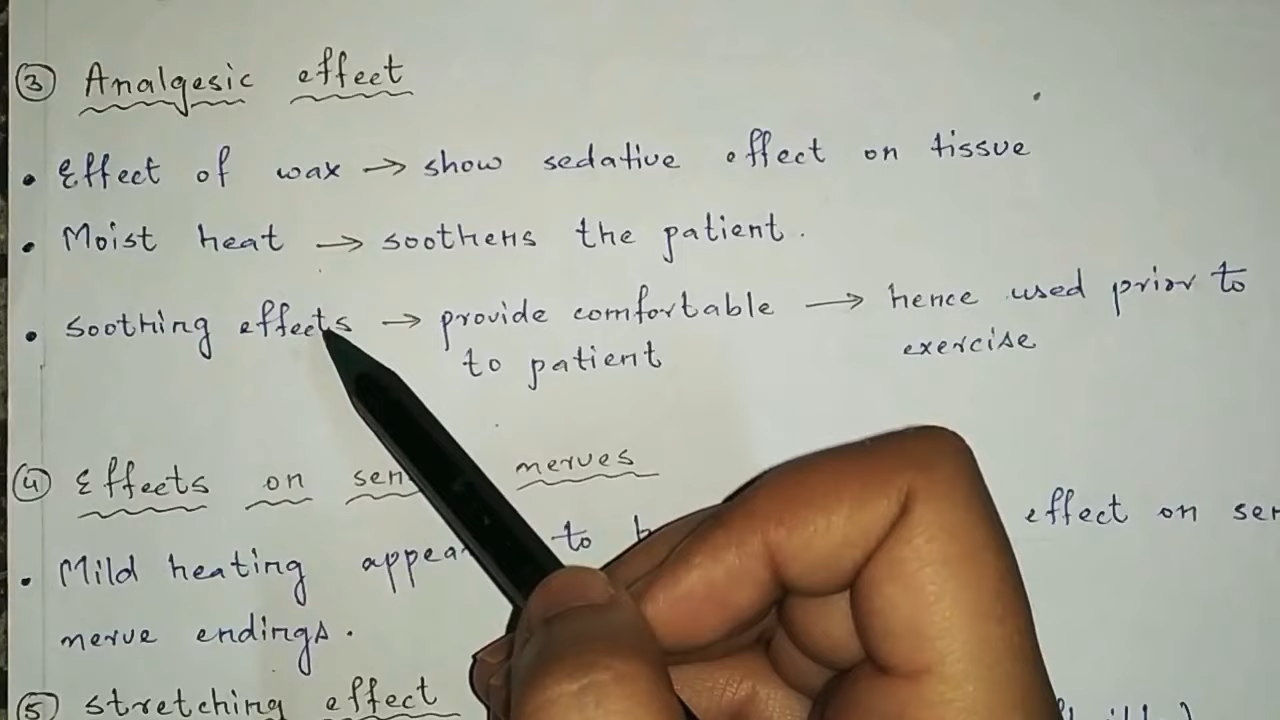 ③ Analgesic effect
• Effect of wax → show sedative effect on tissue
• Moist heat → soothens the patient.
• Soothing effects → provide comfortable → hence used prior to
to patient exercise
④ Effects on nerves
• Mild heating to effect on
nerve endings.
⑤ stretching effect